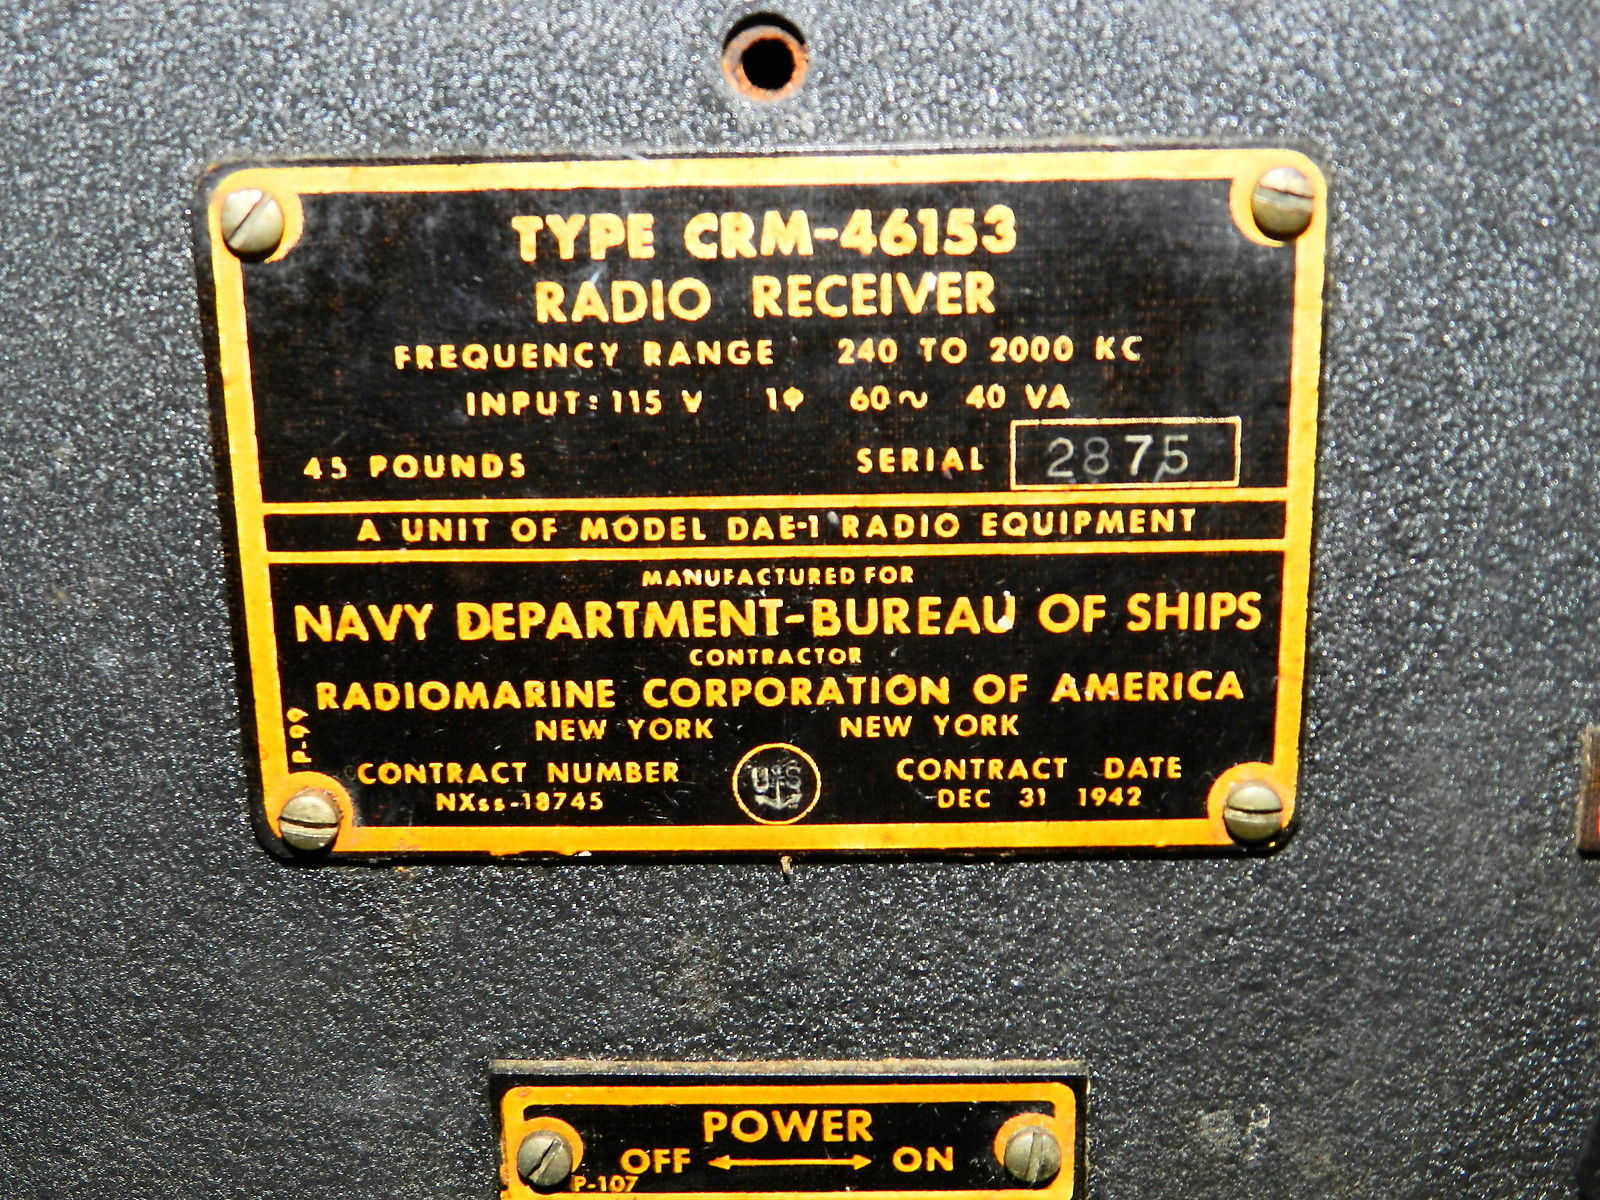 TYPE CRM-46153
RADIO RECEIVER
FREQUENCY RANGE 240 TO 2000 KC
INPUT: 115 V 1φ 60~ 40 VA
45 POUNDS SERIAL 2875
A UNIT OF MODEL DAE-1 RADIO EQUIPMENT
MANUFACTURED FOR
NAVY DEPARTMENT-BUREAU OF SHIPS
CONTRACTOR
RADIOMARINE CORPORATION OF AMERICA
NEW YORK NEW YORK
P-99
CONTRACT NUMBER US CONTRACT DATE
NXss-18745 DEC 31 1942
POWER
OFF ⟷ ON
P-107